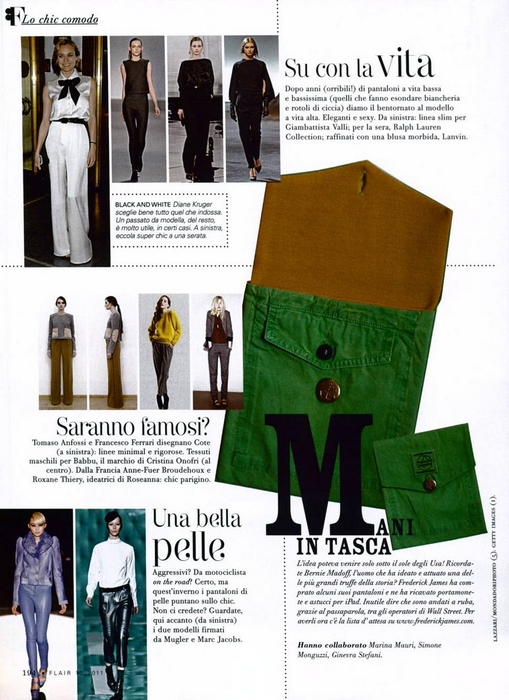 F Lo chic comodo
Su con la vita
Dopo anni (orribili!) di pantaloni a vita bassa
e bassissima (quelli che fanno esondare biancheria
e rotoli di ciccia) diamo il bentornato al modello
a vita alta. Eleganti e sexy. Da sinistra: linea slim per
Giambattista Valli; per la sera, Ralph Lauren
Collection; raffinati con una blusa morbida, Lanvin.
BLACK AND WHITE Diane Kruger
sceglie bene tutto quel che indossa.
Un passato da modella, del resto,
è molto utile, in certi casi. A sinistra,
eccola super chic a una serata.
Saranno famosi?
Tomaso Anfossi e Francesco Ferrari disegnano Cote
(a sinistra): linee minimal e rigorose. Tessuti
maschili per Babbu, il marchio di Cristina Onofri (al
centro). Dalla Francia Anne-Fuer Broudehoux e
Roxane Thiery, ideatrici di Roseanna: chic parigino.
Una bella
pelle
Aggressivi? Da motociclista
on the road? Certo, ma
quest'inverno i pantaloni di
pelle puntano sullo chic.
Non ci credete? Guardate,
qui accanto (da sinistra)
i due modelli firmati
da Mugler e Marc Jacobs.
MANI
IN TASCA
L'idea poteva venire solo sotto il sole degli Usa! Ricorda-
te Bernie Madoff, l'uomo che ha ideato e attuato una del-
le più grandi truffe della storia? Frederick James ha com-
prato alcuni suoi pantaloni e ne ha ricavato portamone-
te e astucci per iPad. Inutile dire che sono andati a ruba,
grazie al passaparola, tra gli operatori di Wall Street. Per
averli ora c'è la lista d'attesa su www.frederickjames.com.
Hanno collaborato Marina Mauri, Simone
Monguzzi, Ginevra Stefani.
LAZZARI/MONDADORIPHOTO (3), GETTY IMAGES (1).
FLAIR
2011